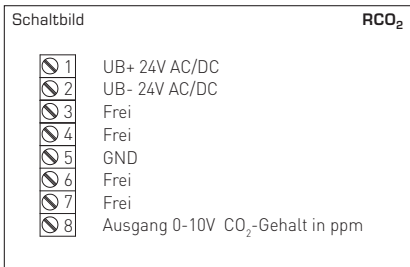 Schaltbild RCO₂
1 UB+ 24V AC/DC
2 UB- 24V AC/DC
3 Frei
4 Frei
5 GND
6 Frei
7 Frei
8 Ausgang 0-10V CO₂-Gehalt in ppm